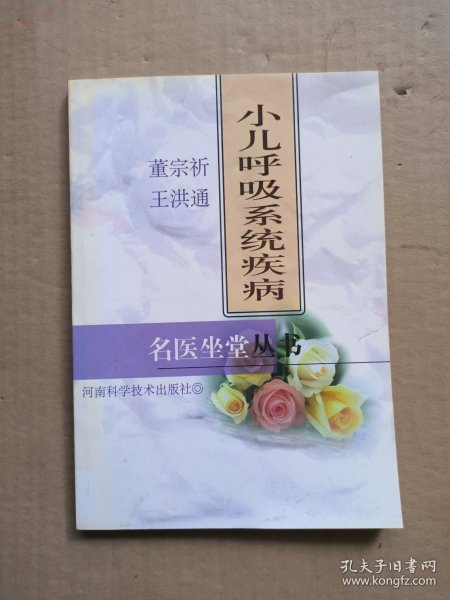 小儿呼吸系统疾病
董宗祈
王洪通
名医坐堂丛书
河南科学技术出版社
孔夫子旧书网
www.kongfz.com